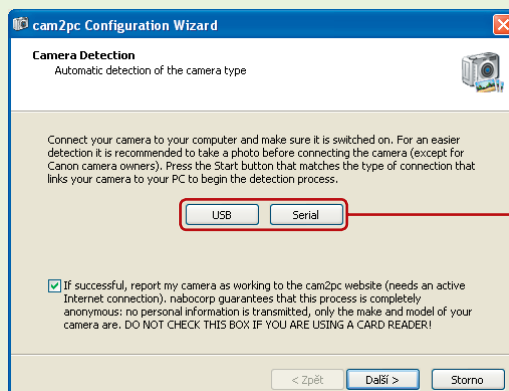 cam2pc Configuration Wizard
Camera Detection
Automatic detection of the camera type
Connect your camera to your computer and make sure it is switched on. For an easier
detection it is recommended to take a photo before connecting the camera (except for
Canon camera owners). Press the Start button that matches the type of connection that
links your camera to your PC to begin the detection process.
USB Serial
If successful, report my camera as working to the cam2pc website (needs an active
Internet connection). nabocorp guarantees that this process is completely
anonymous: no personal information is transmitted, only the make and model of your
camera are. DO NOT CHECK THIS BOX IF YOU ARE USING A CARD READER!
< Zpět Další > Storno